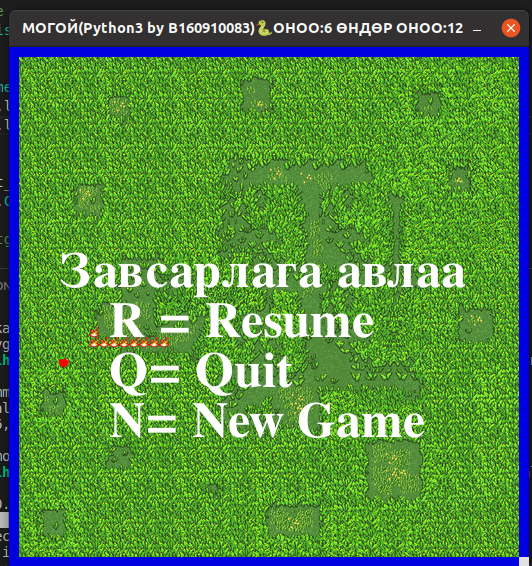 МОГОЙ(Python3 by B160910083)🐍ОНОО:6 ӨНДӨР ОНОО:12
Завсарлага авлаа
R = Resume
Q= Quit
N= New Game